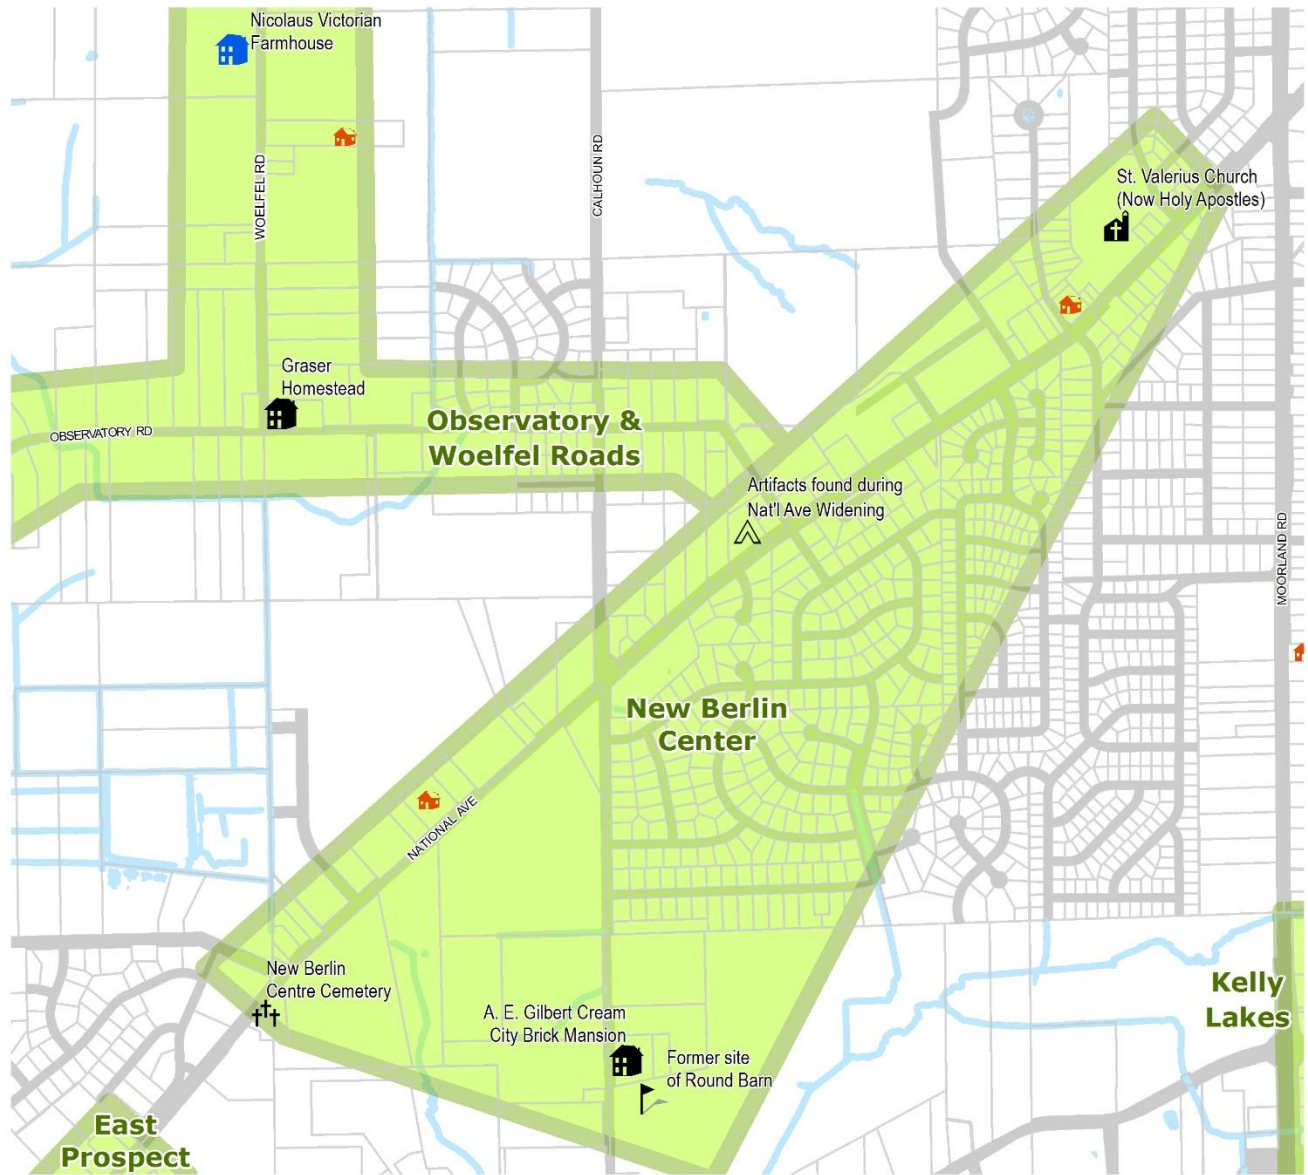 Nicolaus Victorian
Farmhouse
WOELFEL RD
CALHOUN RD
St. Valerius Church
(Now Holy Apostles)
Graser
Homestead
OBSERVATORY RD
Observatory &
Woelfel Roads
Artifacts found during
Nat'l Ave Widening
MOORLAND RD
New Berlin
Center
NATIONAL AVE
New Berlin
Centre Cemetery
A. E. Gilbert Cream
City Brick Mansion
Former site
of Round Barn
Kelly
Lakes
East
Prospect